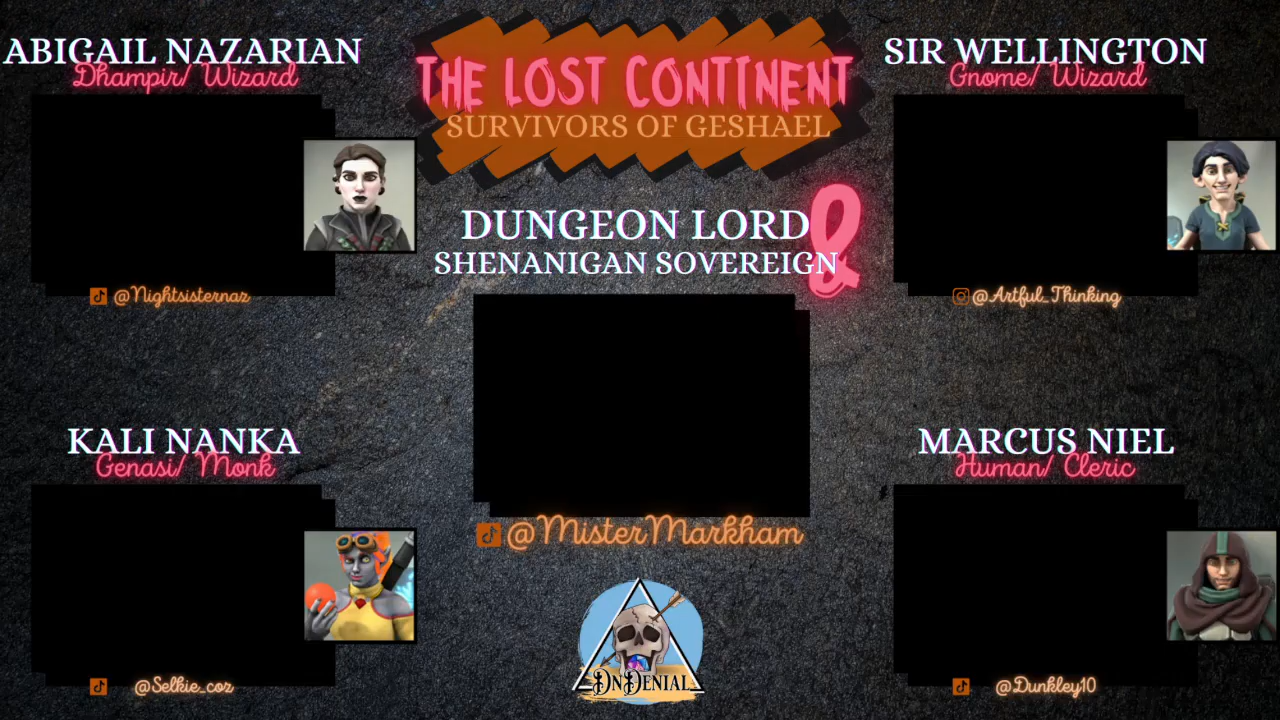 THE LOST CONTINENT
SURVIVORS OF GESHAEL
ABIGAIL NAZARIAN
Dhampir/ Wizard
@Nightsisternaz
SIR WELLINGTON
Gnome/ Wizard
@Artful_Thinking
DUNGEON LORD
&
SHENANIGAN SOVEREIGN
@MisterMarkham
KALI NANKA
Genasi/ Monk
@Selkie_coz
MARCUS NIEL
Human/ Cleric
@Dunkley10
DNDENIAL